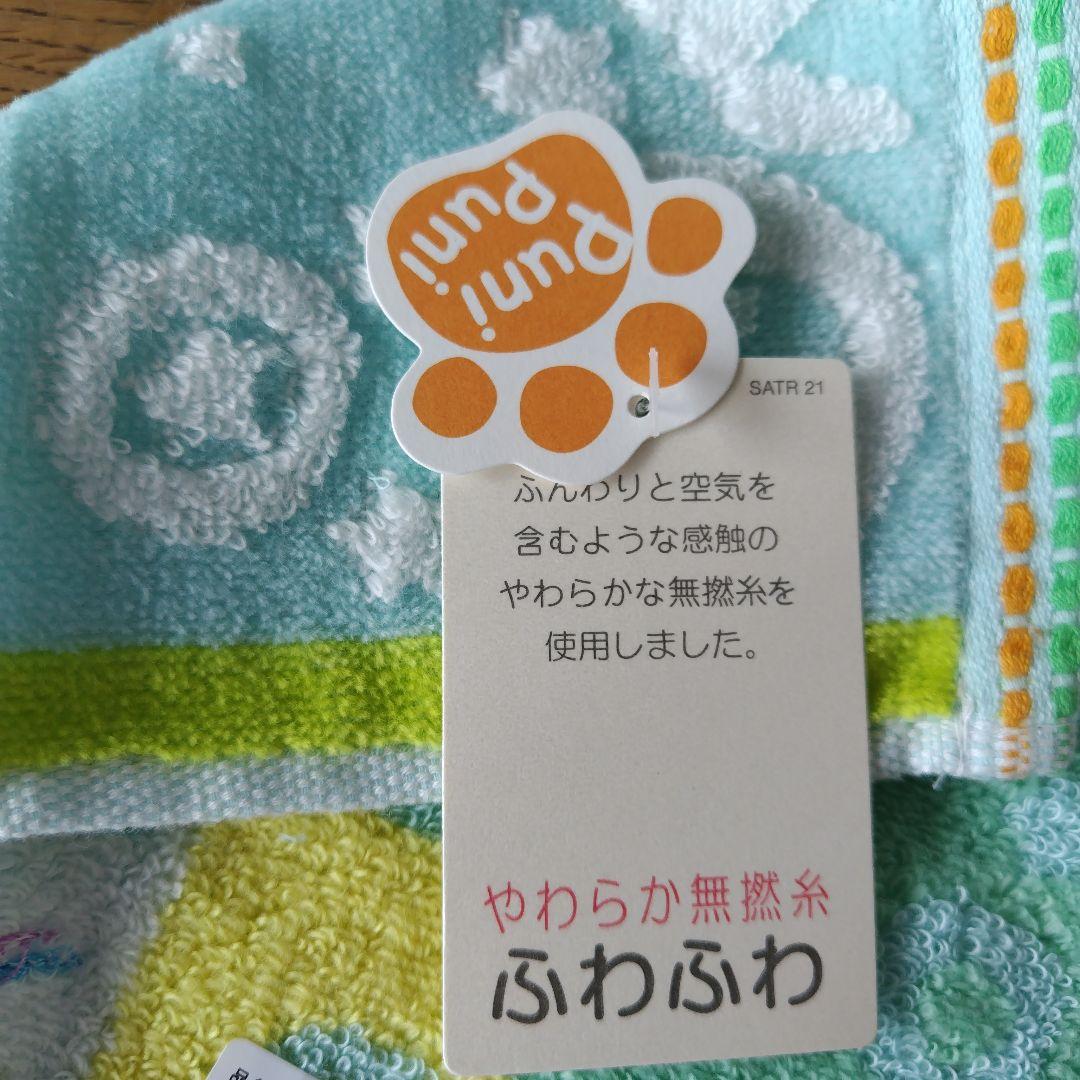 Puni
Puni
SATR 21
ふんわりと空気を
含むような感触の
やわらかな無撚糸を
使用しました。
やわらか無撚糸
ふわふわ